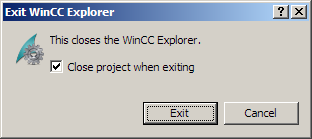 Exit WinCC Explorer
This closes the WinCC Explorer.
Close project when exiting
Exit
Cancel